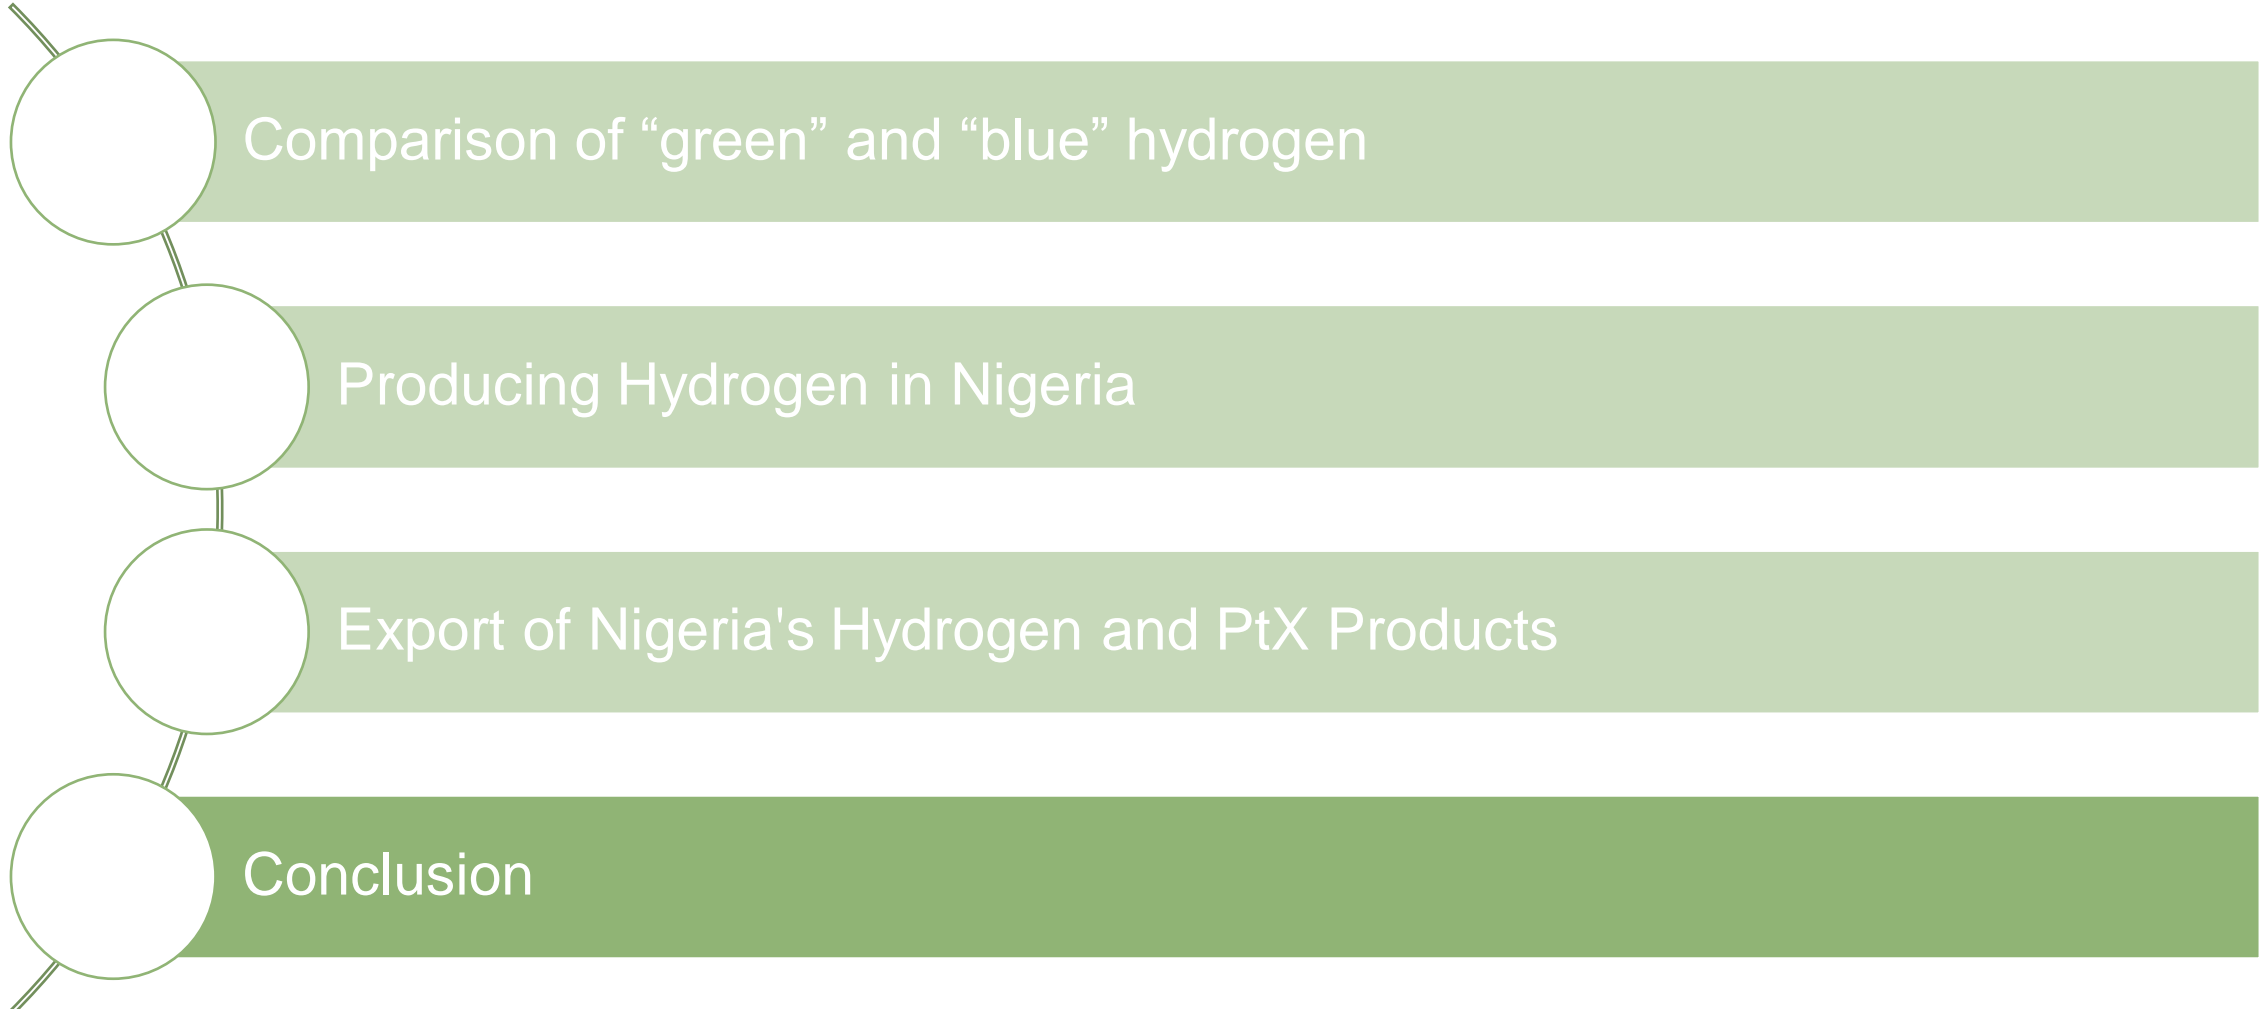 Comparison of “green” and “blue” hydrogen
Producing Hydrogen in Nigeria
Export of Nigeria's Hydrogen and PtX Products
Conclusion